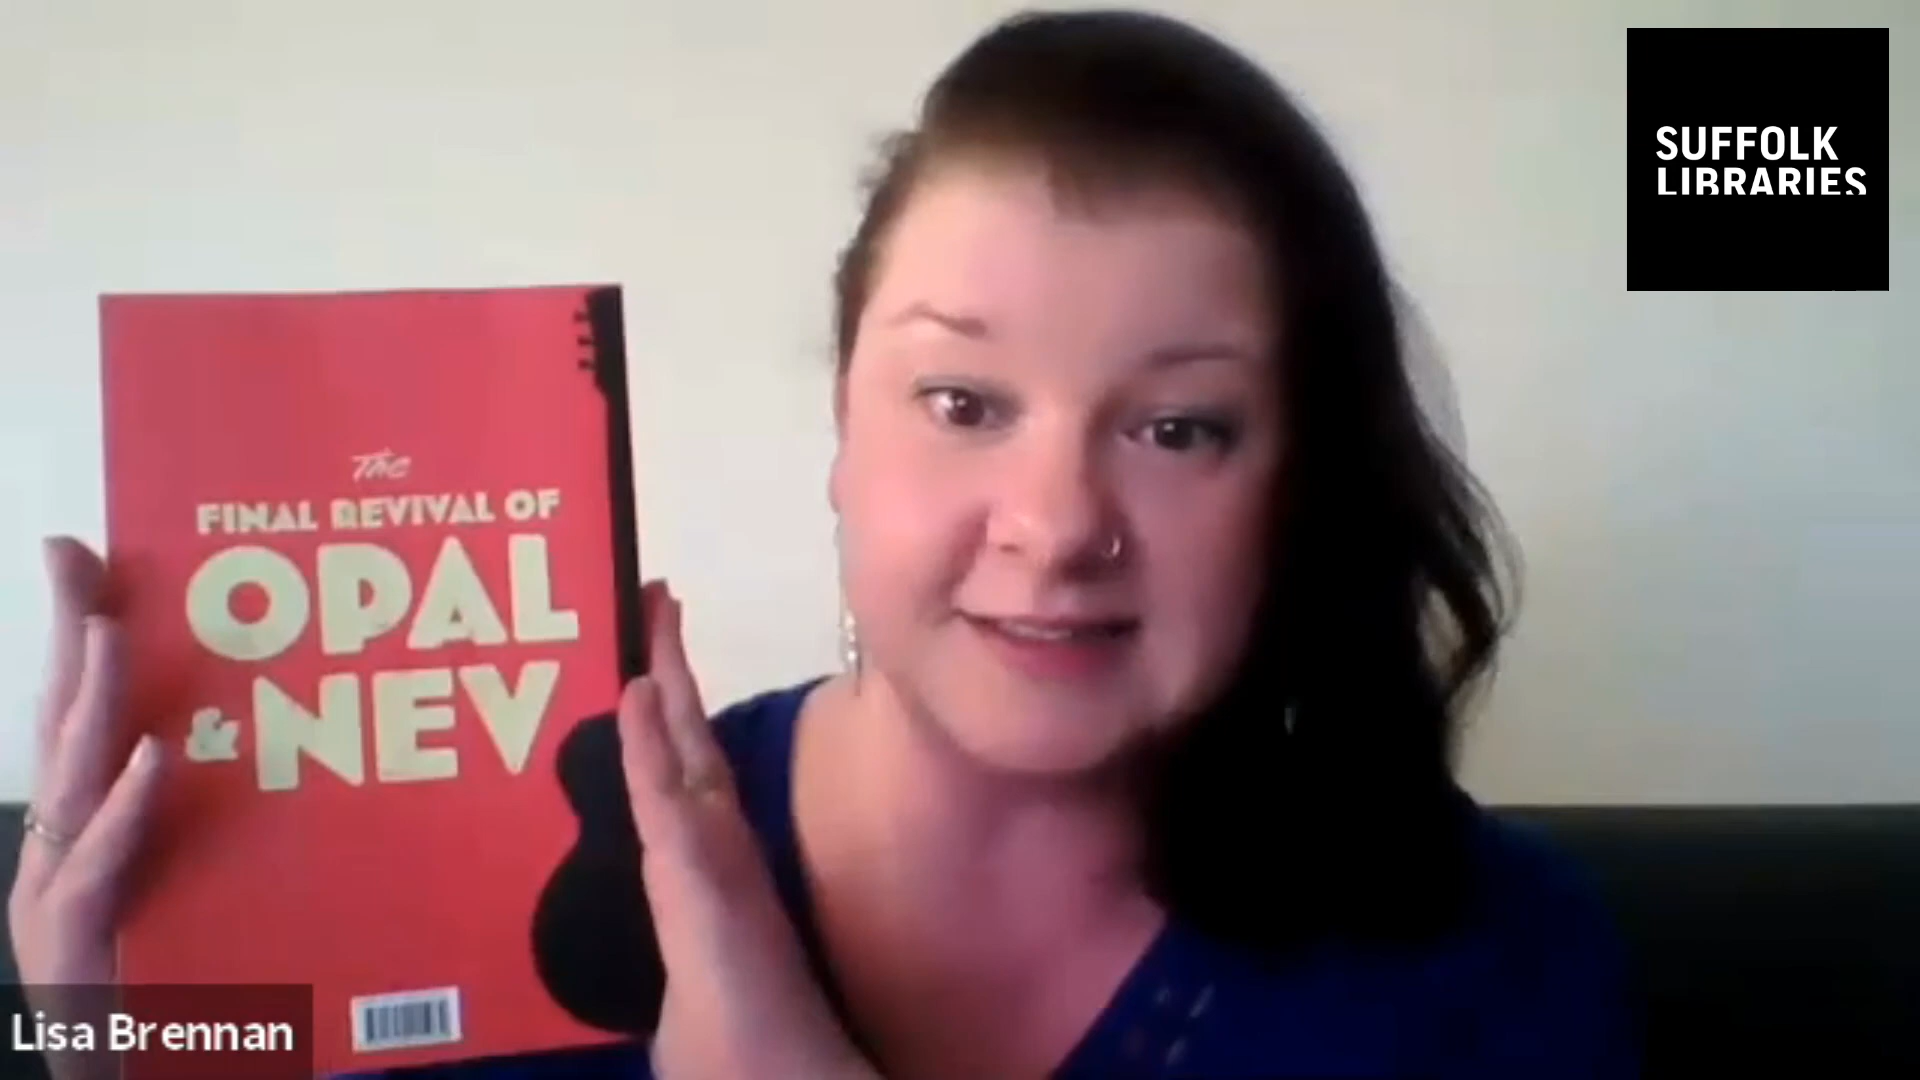 SUFFOLK
LIBRARIES
The
FINAL REVIVAL OF
OPAL
& NEV
Lisa Brennan